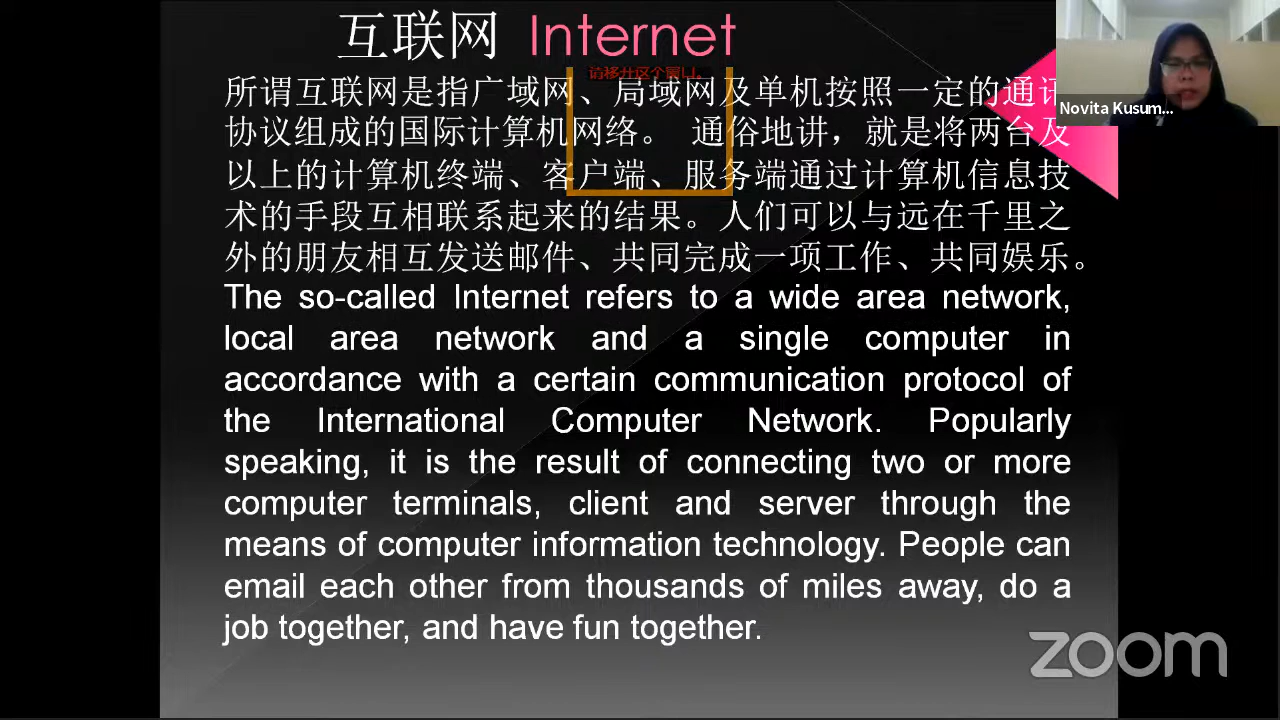 互联网 Internet
请移开这个窗口。
所谓互联网是指广域网、局域网及单机按照一定的通讯
协议组成的国际计算机网络。 通俗地讲，就是将两台及
以上的计算机终端、客户端、服务端通过计算机信息技
术的手段互相联系起来的结果。人们可以与远在千里之
外的朋友相互发送邮件、共同完成一项工作、共同娱乐。
The so-called Internet refers to a wide area network,
local area network and a single computer in
accordance with a certain communication protocol of
the International Computer Network. Popularly
speaking, it is the result of connecting two or more
computer terminals, client and server through the
means of computer information technology. People can
email each other from thousands of miles away, do a
job together, and have fun together.
Novita Kusum...
zoom